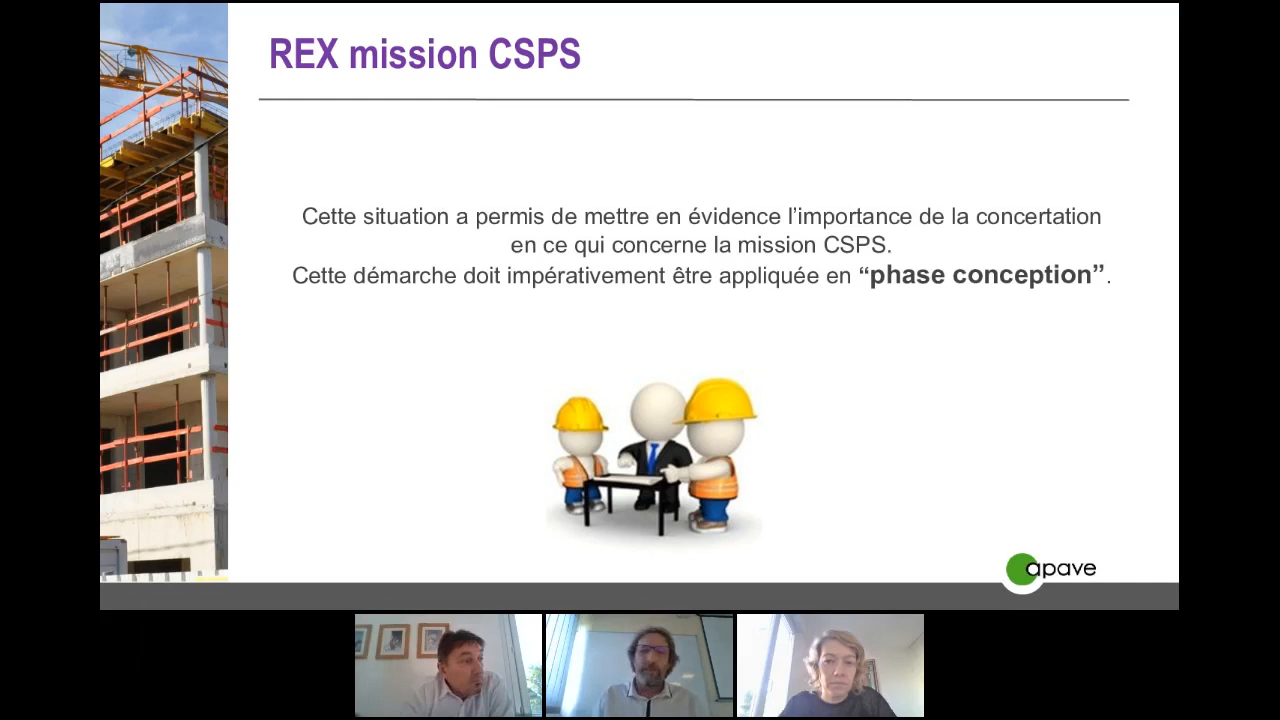 REX mission CSPS
Cette situation a permis de mettre en évidence l’importance de la concertation
en ce qui concerne la mission CSPS.
Cette démarche doit impérativement être appliquée en “phase conception”.
apave